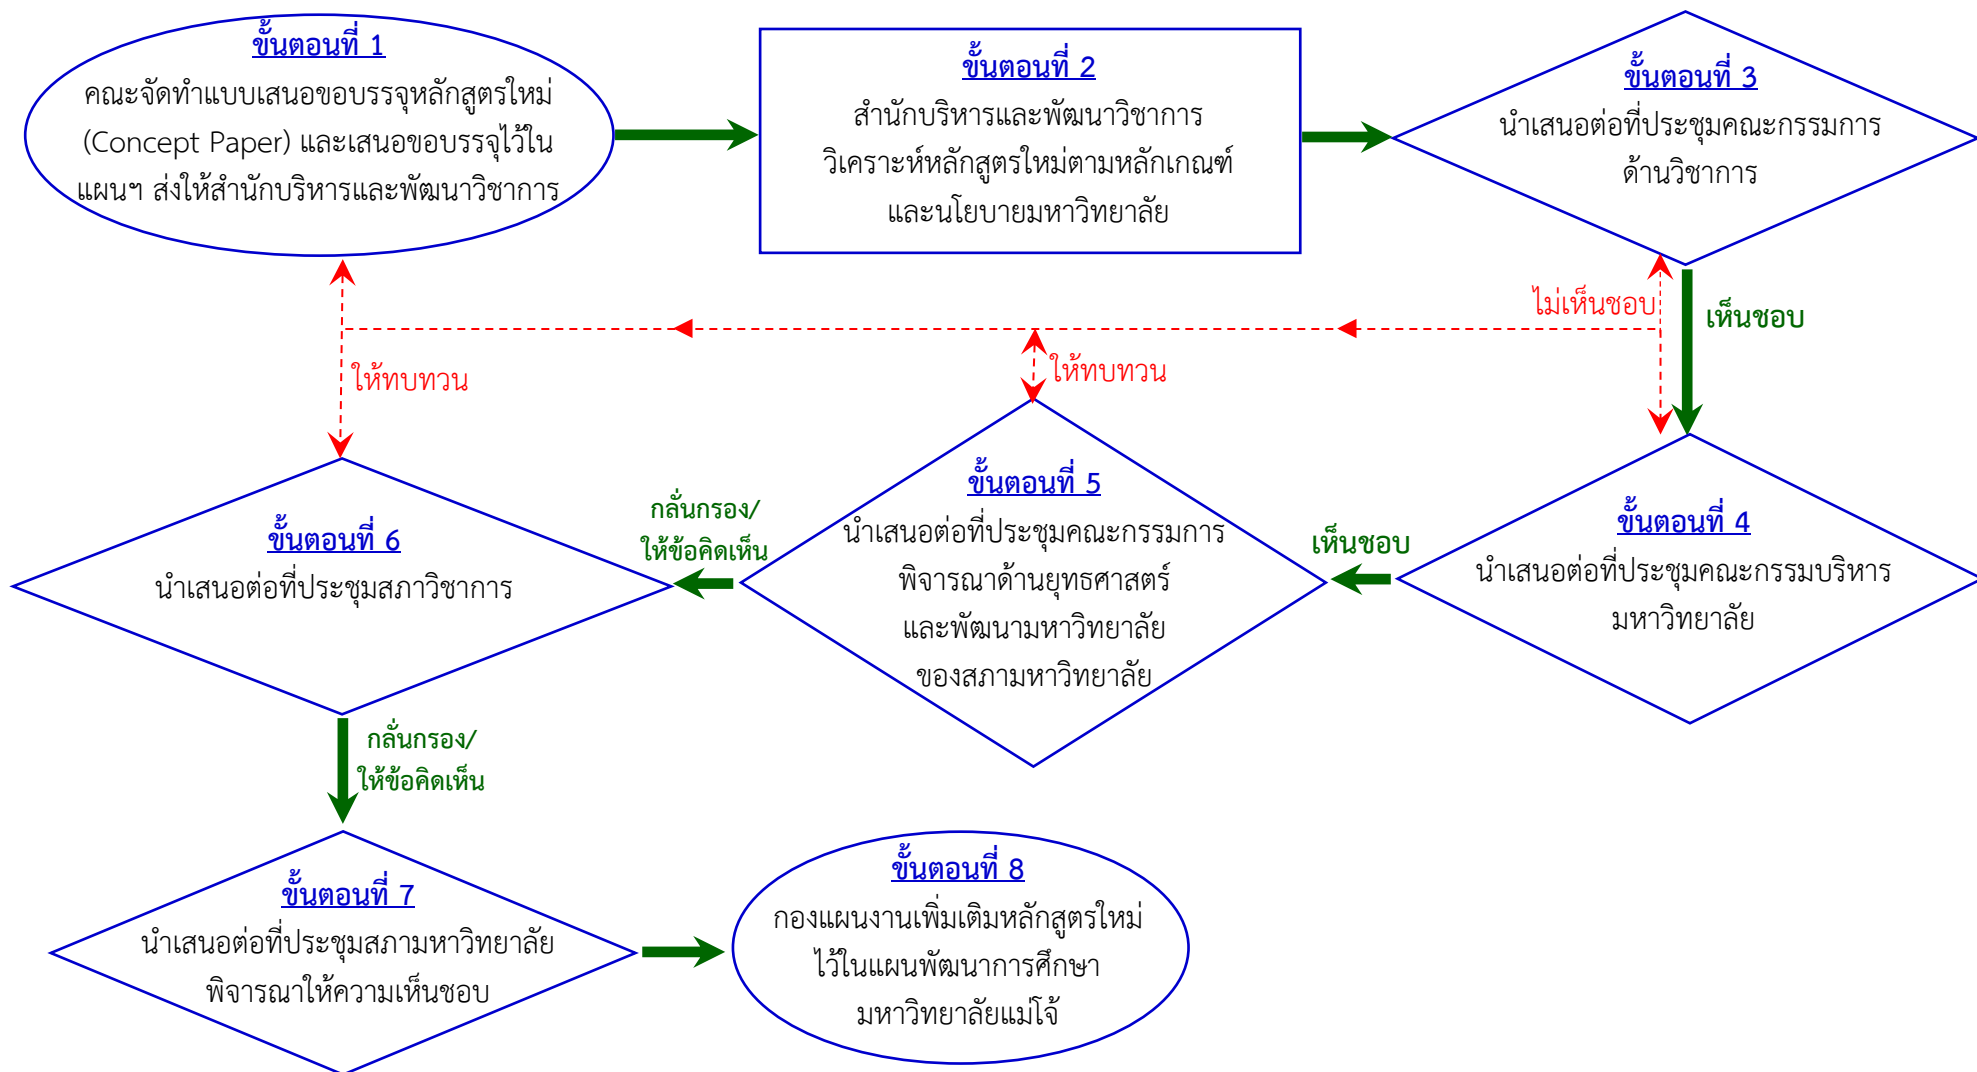 ขั้นตอนที่ 1
คณะจัดทำแบบเสนอขอบรรจุหลักสูตรใหม่
(Concept Paper) และเสนอขอบรรจุไว้ใน
แผนฯ ส่งให้สำนักบริหารและพัฒนาวิชาการ
ขั้นตอนที่ 2
สำนักบริหารและพัฒนาวิชาการ
วิเคราะห์หลักสูตรใหม่ตามหลักเกณฑ์
และนโยบายมหาวิทยาลัย
ขั้นตอนที่ 3
นำเสนอต่อที่ประชุมคณะกรรมการ
ด้านวิชาการ
ไม่เห็นชอบ
เห็นชอบ
ให้ทบทวน
ให้ทบทวน
ขั้นตอนที่ 4
นำเสนอต่อที่ประชุมคณะกรรมบริหาร
มหาวิทยาลัย
เห็นชอบ
ขั้นตอนที่ 5
นำเสนอต่อที่ประชุมคณะกรรมการ
พิจารณาด้านยุทธศาสตร์
และพัฒนามหาวิทยาลัย
ของสภามหาวิทยาลัย
กลั่นกรอง/
ให้ข้อคิดเห็น
ขั้นตอนที่ 6
นำเสนอต่อที่ประชุมสภาวิชาการ
กลั่นกรอง/
ให้ข้อคิดเห็น
ขั้นตอนที่ 7
นำเสนอต่อที่ประชุมสภามหาวิทยาลัย
พิจารณาให้ความเห็นชอบ
ขั้นตอนที่ 8
กองแผนงานเพิ่มเติมหลักสูตรใหม่
ไว้ในแผนพัฒนาการศึกษา
มหาวิทยาลัยแม่โจ้